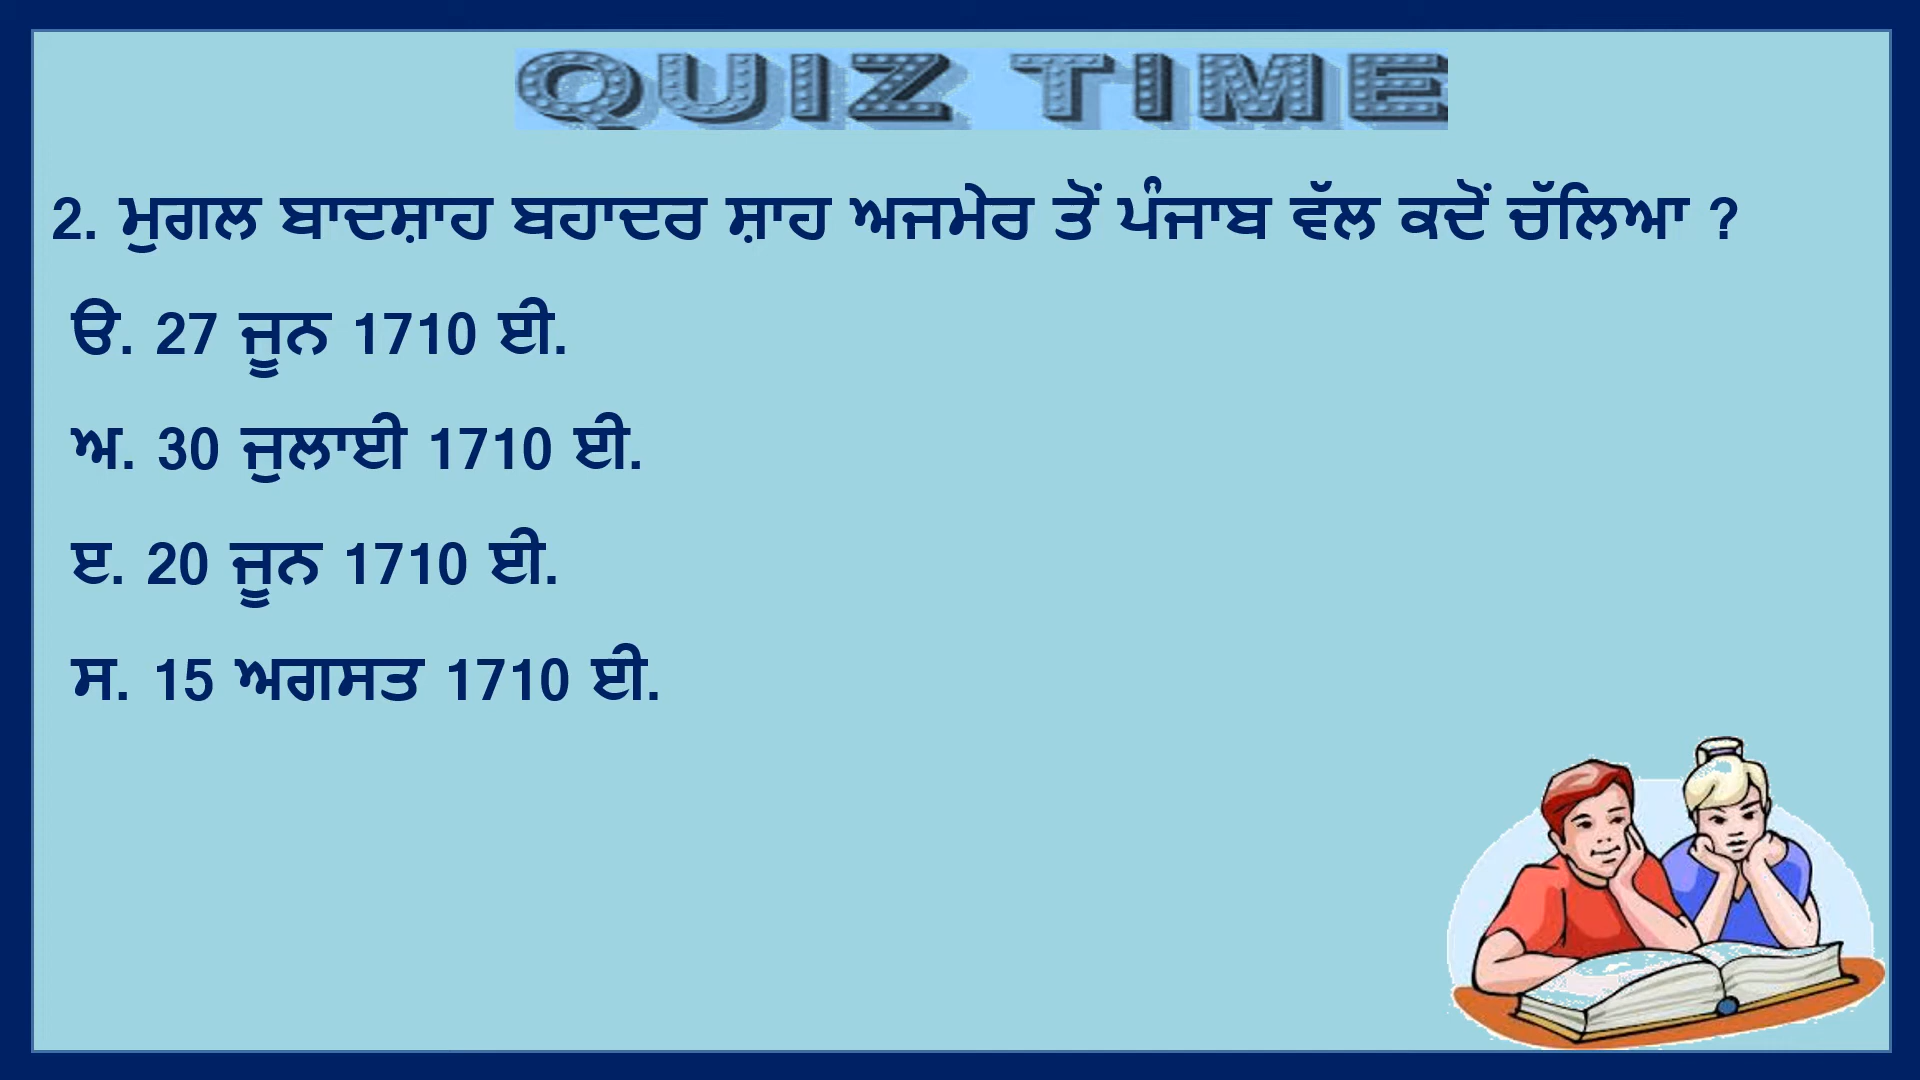 QUIZ TIME
2. ਮੁਗਲ ਬਾਦਸ਼ਾਹ ਬਹਾਦਰ ਸ਼ਾਹ ਅਜਮੇਰ ਤੋਂ ਪੰਜਾਬ ਵੱਲ ਕਦੋਂ ਚੱਲਿਆ ?
ੳ. 27 ਜੂਨ 1710 ਈ.
ਅ. 30 ਜੁਲਾਈ 1710 ਈ.
ੲ. 20 ਜੂਨ 1710 ਈ.
ਸ. 15 ਅਗਸਤ 1710 ਈ.